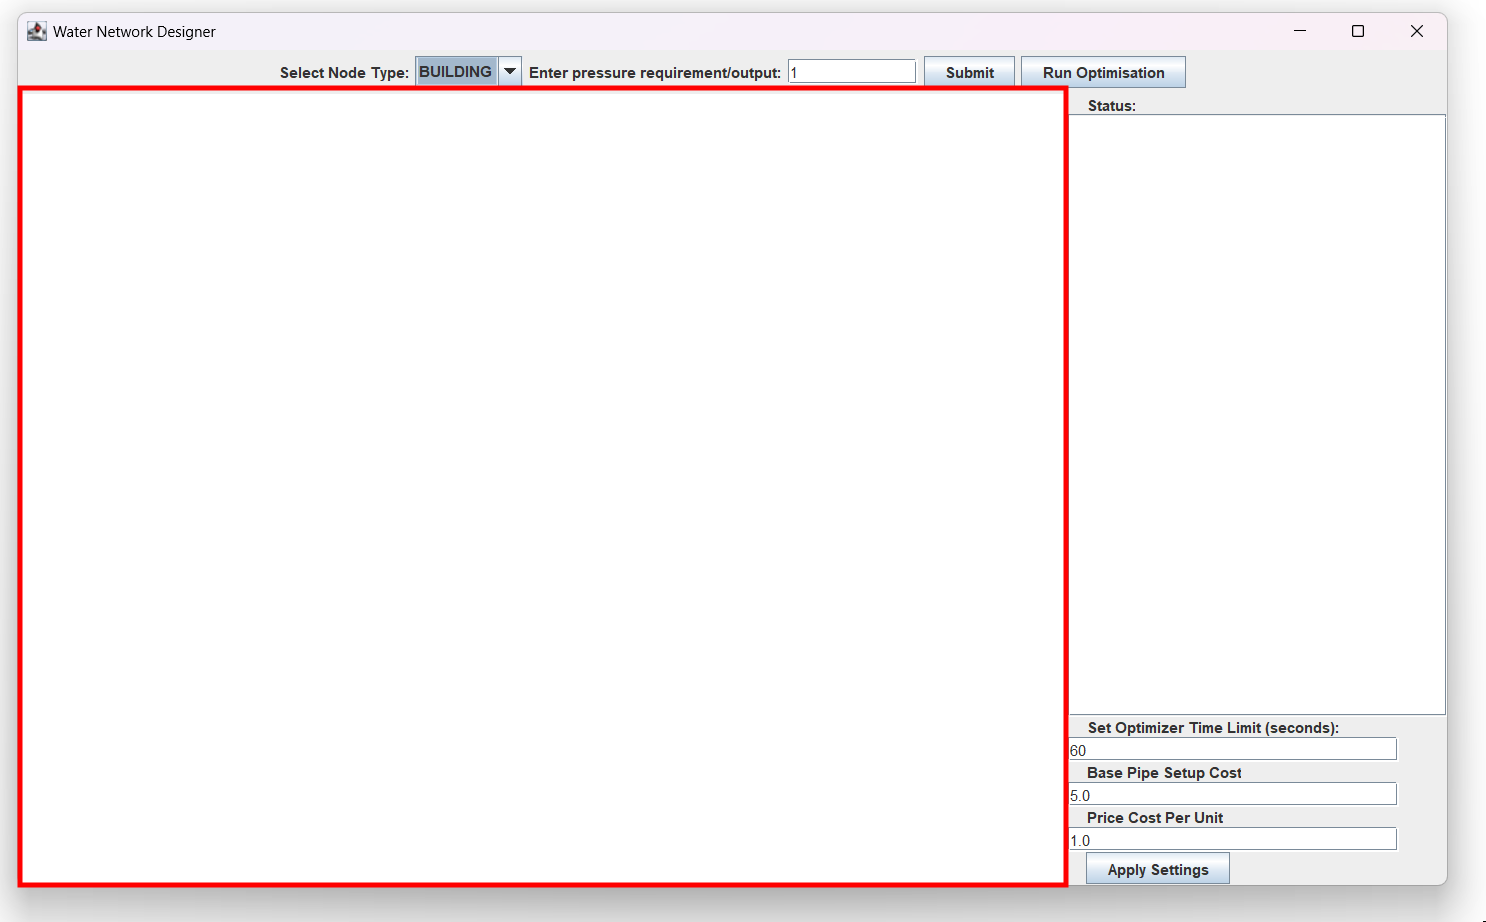 Water Network Designer
Select Node Type: BUILDING Enter pressure requirement/output: 1 Submit Run Optimisation
Status:
Set Optimizer Time Limit (seconds):
60
Base Pipe Setup Cost
5.0
Price Cost Per Unit
1.0
Apply Settings